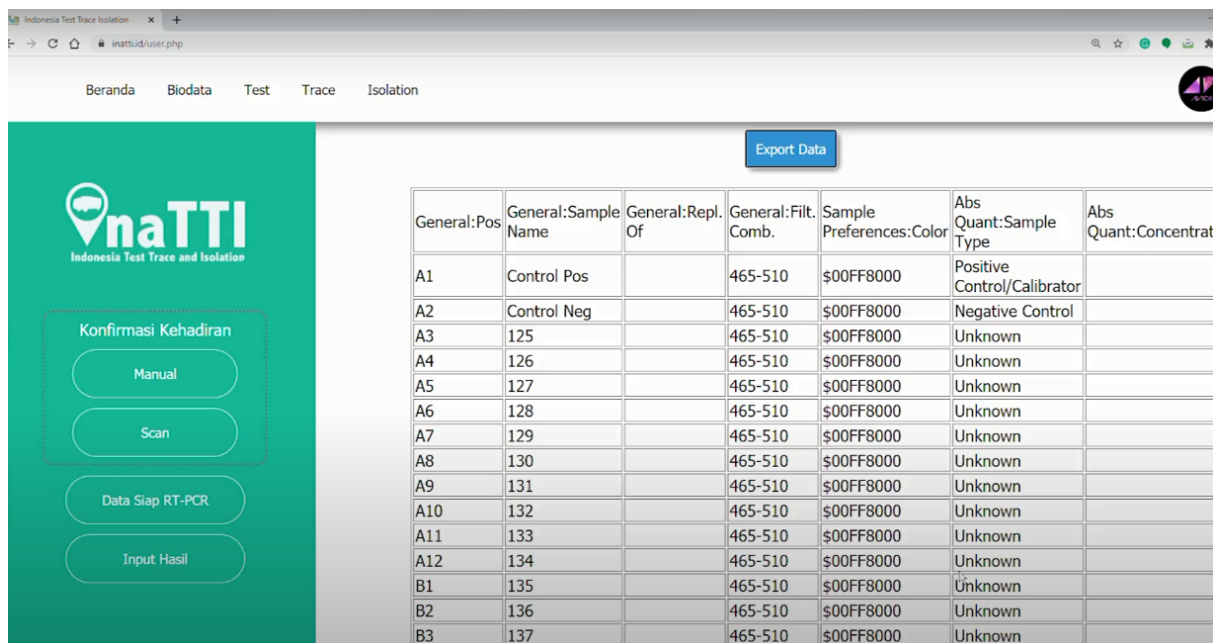 Indonesia Test Trace Isolation
inatti.id/user.php
Beranda Biodata Test Trace Isolation
Export Data
inaTTI
Indonesia Test Trace and Isolation
Konfirmasi Kehadiran
Manual
Scan
Data Siap RT-PCR
Input Hasil
General:Pos General:Sample Name General:Repl. Of General:Filt. Comb. Sample Preferences:Color Abs Quant:Sample Type Abs Quant:Concentrat
A1 Control Pos 465-510 $00FF8000 Positive Control/Calibrator
A2 Control Neg 465-510 $00FF8000 Negative Control
A3 125 465-510 $00FF8000 Unknown
A4 126 465-510 $00FF8000 Unknown
A5 127 465-510 $00FF8000 Unknown
A6 128 465-510 $00FF8000 Unknown
A7 129 465-510 $00FF8000 Unknown
A8 130 465-510 $00FF8000 Unknown
A9 131 465-510 $00FF8000 Unknown
A10 132 465-510 $00FF8000 Unknown
A11 133 465-510 $00FF8000 Unknown
A12 134 465-510 $00FF8000 Unknown
B1 135 465-510 $00FF8000 Unknown
B2 136 465-510 $00FF8000 Unknown
B3 137 465-510 $00FF8000 Unknown